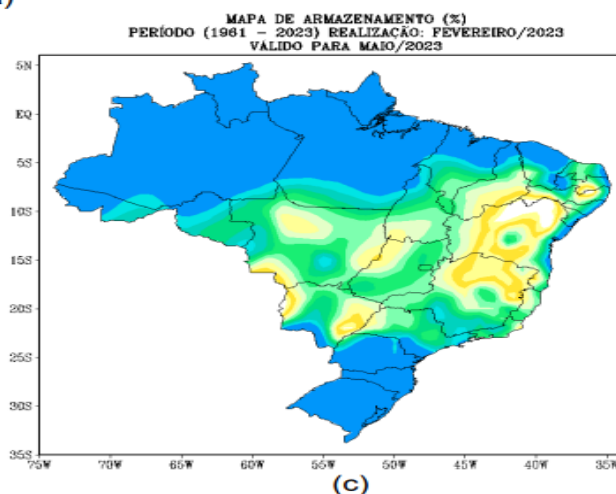 MAPA DE ARMAZENAMENTO (%)
PERÍODO (1961 – 2023) REALIZAÇÃO: FEVEREIRO/2023
VÁLIDO PARA MAIO/2023
5N
EQ
5S
10S
15S
20S
25S
30S
35S
75W 70W 65W 60W 55W 50W 45W 40W 35W
(C)